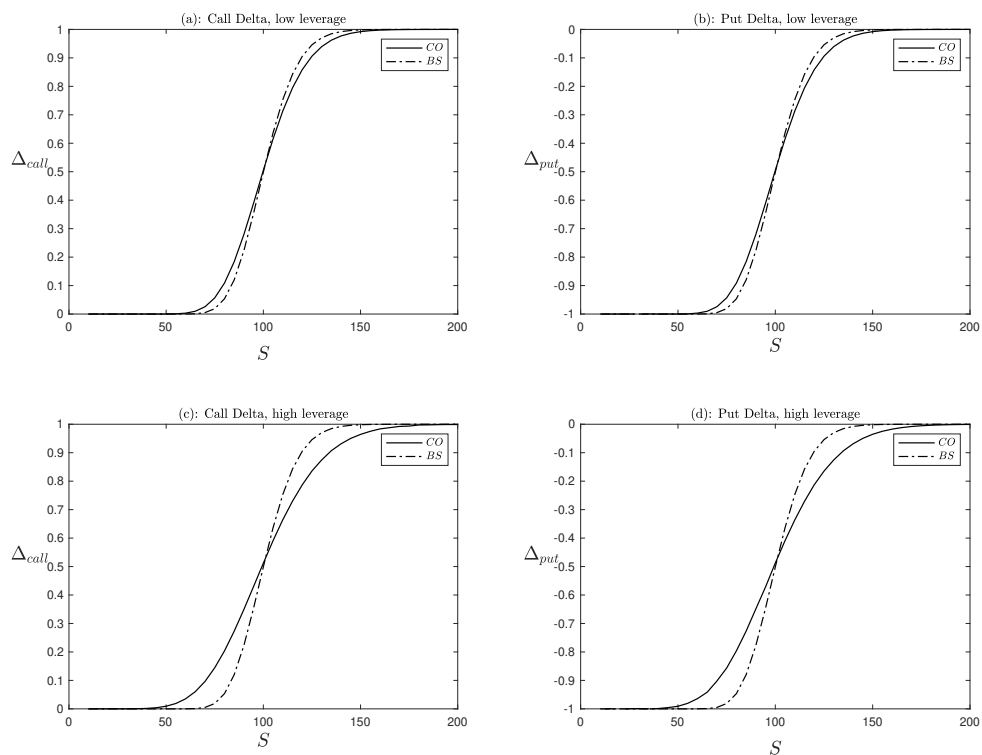 (a): Call Delta, low leverage
1
0.9
0.8
0.7
0.6
0.5
0.4
0.3
0.2
0.1
0
Δcall
CO
BS
0 50 100 150 200
S
(b): Put Delta, low leverage
0
-0.1
-0.2
-0.3
-0.4
-0.5
-0.6
-0.7
-0.8
-0.9
-1
Δput
CO
BS
0 50 100 150 200
S
(c): Call Delta, high leverage
1
0.9
0.8
0.7
0.6
0.5
0.4
0.3
0.2
0.1
0
Δcall
CO
BS
0 50 100 150 200
S
(d): Put Delta, high leverage
0
-0.1
-0.2
-0.3
-0.4
-0.5
-0.6
-0.7
-0.8
-0.9
-1
Δput
CO
BS
0 50 100 150 200
S